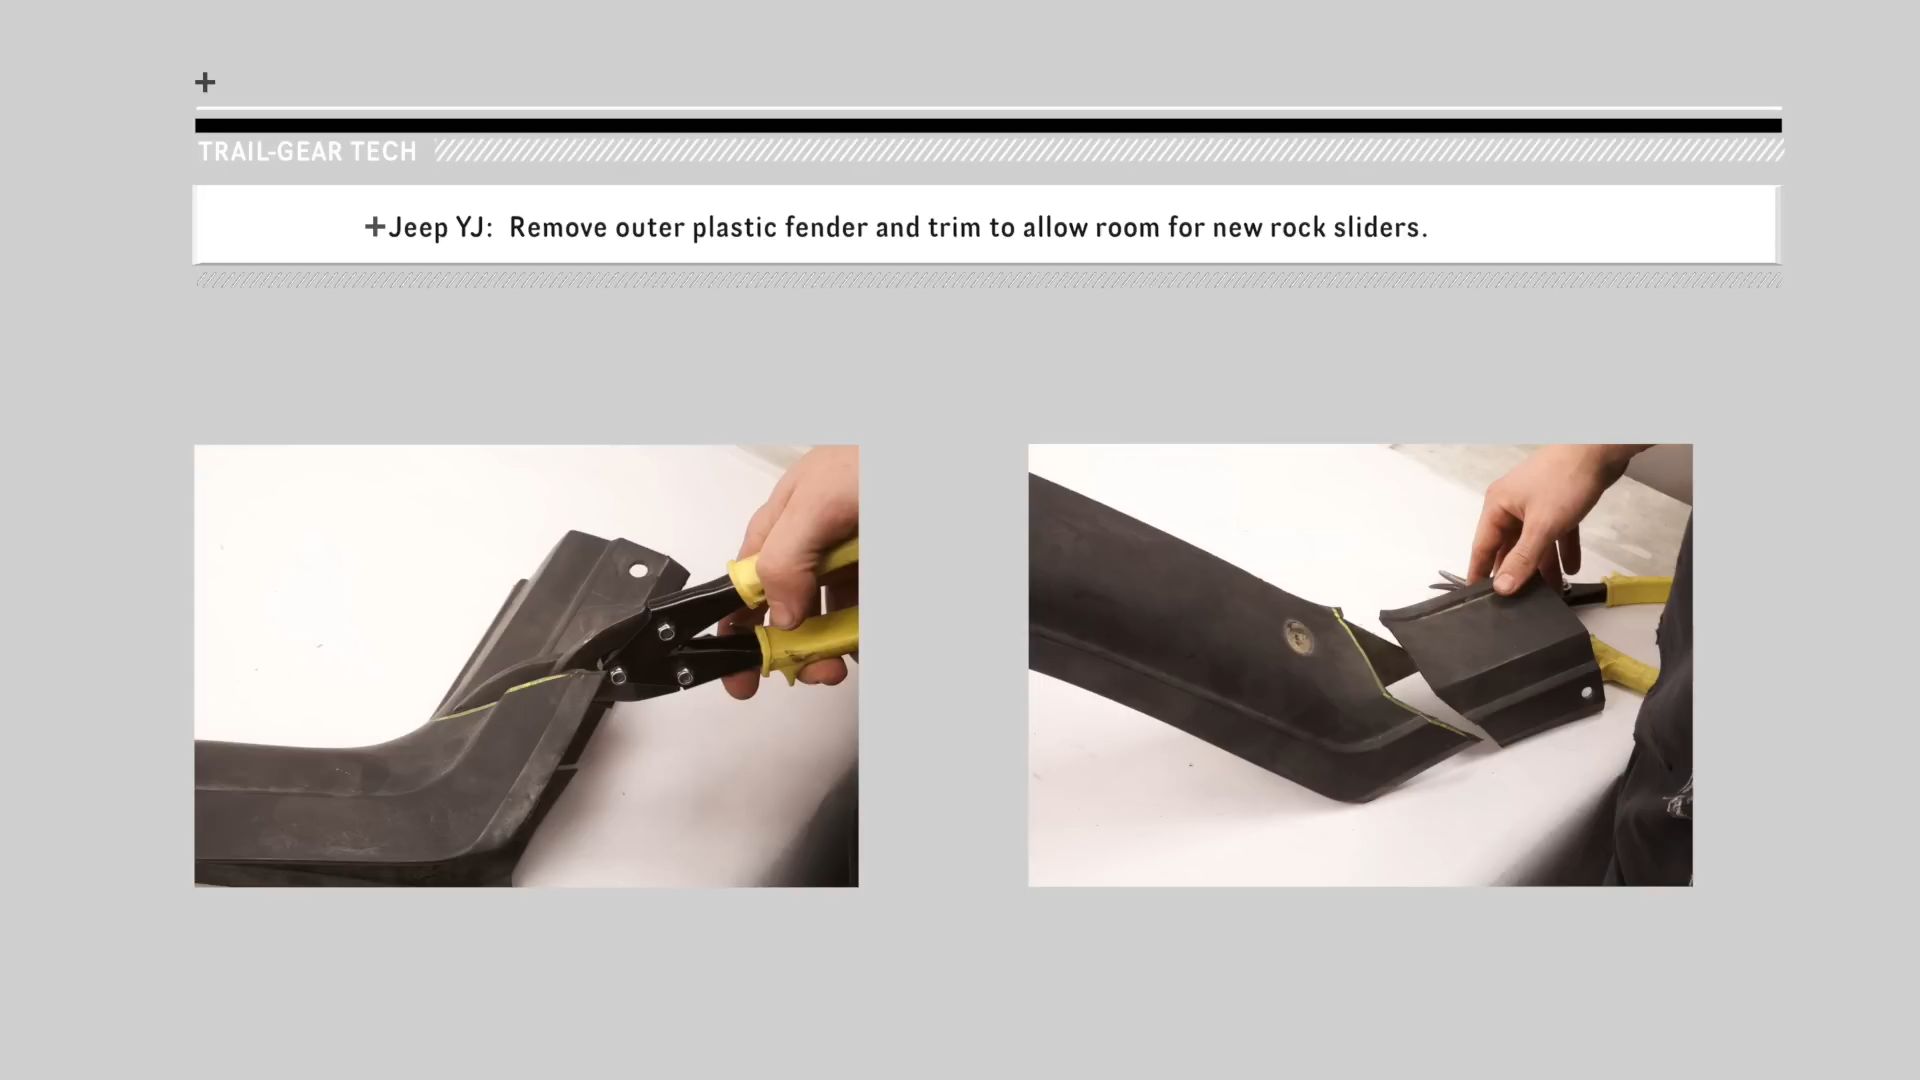 TRAIL-GEAR TECH
+Jeep YJ: Remove outer plastic fender and trim to allow room for new rock sliders.